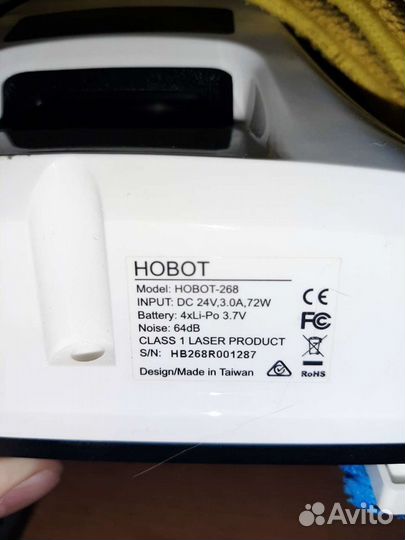 HOBOT
Model: HOBOT-268
INPUT: DC 24V,3.0A,72W
Battery: 4xLi-Po 3.7V
Noise: 64dB
CLASS 1 LASER PRODUCT
S/N: HB268R001287
Design/Made in Taiwan
CE
FC
RoHS
Avito